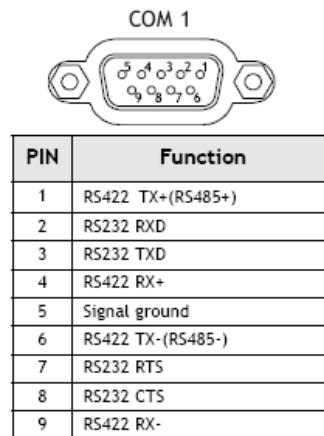 COM 1
5 4 3 2 1
9 8 7 6
PIN Function
1 RS422 TX+(RS485+)
2 RS232 RXD
3 RS232 TXD
4 RS422 RX+
5 Signal ground
6 RS422 TX-(RS485-)
7 RS232 RTS
8 RS232 CTS
9 RS422 RX-